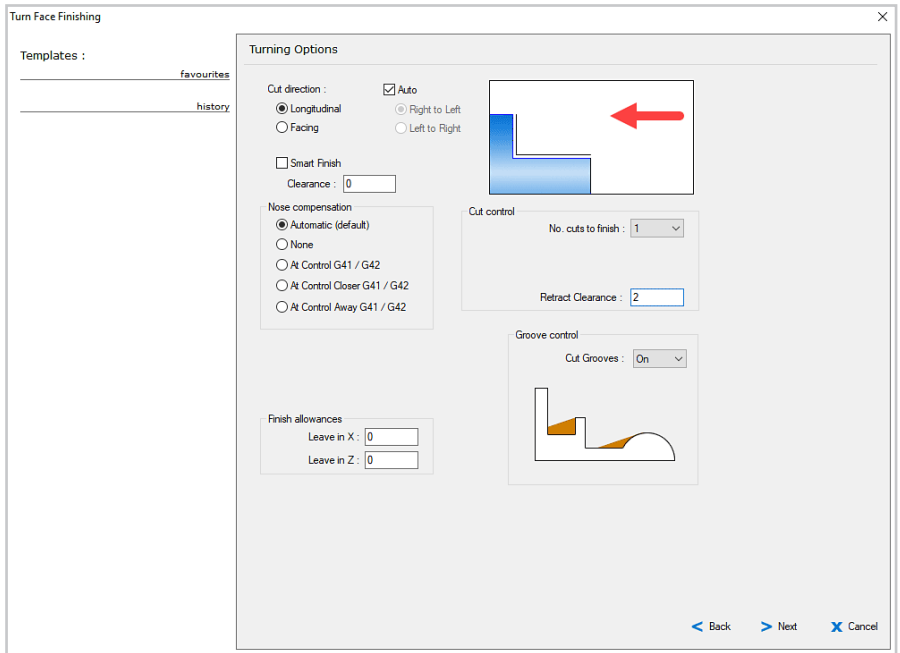 Turn Face Finishing
Templates :
favourites
history
Turning Options
Cut direction :
Auto
Longitudinal
Right to Left
Facing
Left to Right
Smart Finish
Clearance : 0
Nose compensation
Automatic (default)
None
At Control G41 / G42
At Control Closer G41 / G42
At Control Away G41 / G42
Cut control
No. cuts to finish : 1
Retract Clearance : 2
Groove control
Cut Grooves : On
Finish allowances
Leave in X : 0
Leave in Z : 0
< Back
> Next
X Cancel